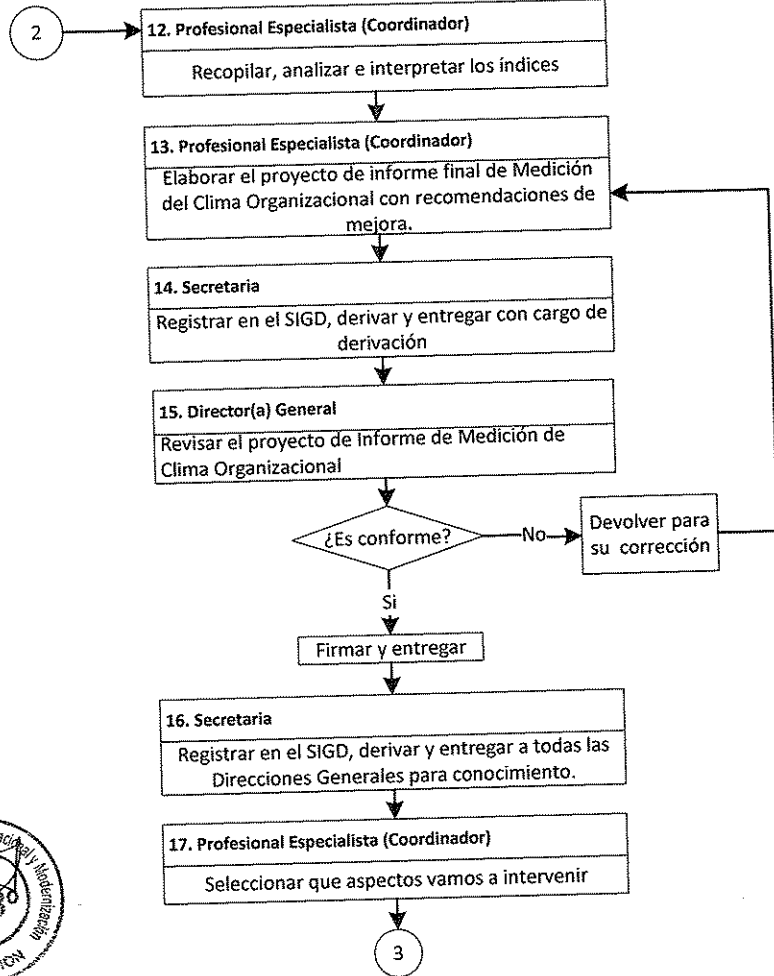 2
12. Profesional Especialista (Coordinador)
Recopilar, analizar e interpretar los índices
13. Profesional Especialista (Coordinador)
Elaborar el proyecto de informe final de Medición
del Clima Organizacional con recomendaciones de
mejora.
14. Secretaria
Registrar en el SIGD, derivar y entregar con cargo de
derivación
15. Director(a) General
Revisar el proyecto de Informe de Medición de
Clima Organizacional
¿Es conforme?
No
Devolver para
su corrección
Si
Firmar y entregar
16. Secretaria
Registrar en el SIGD, derivar y entregar a todas las
Direcciones Generales para conocimiento.
17. Profesional Especialista (Coordinador)
Seleccionar que aspectos vamos a intervenir
3
y Modernización